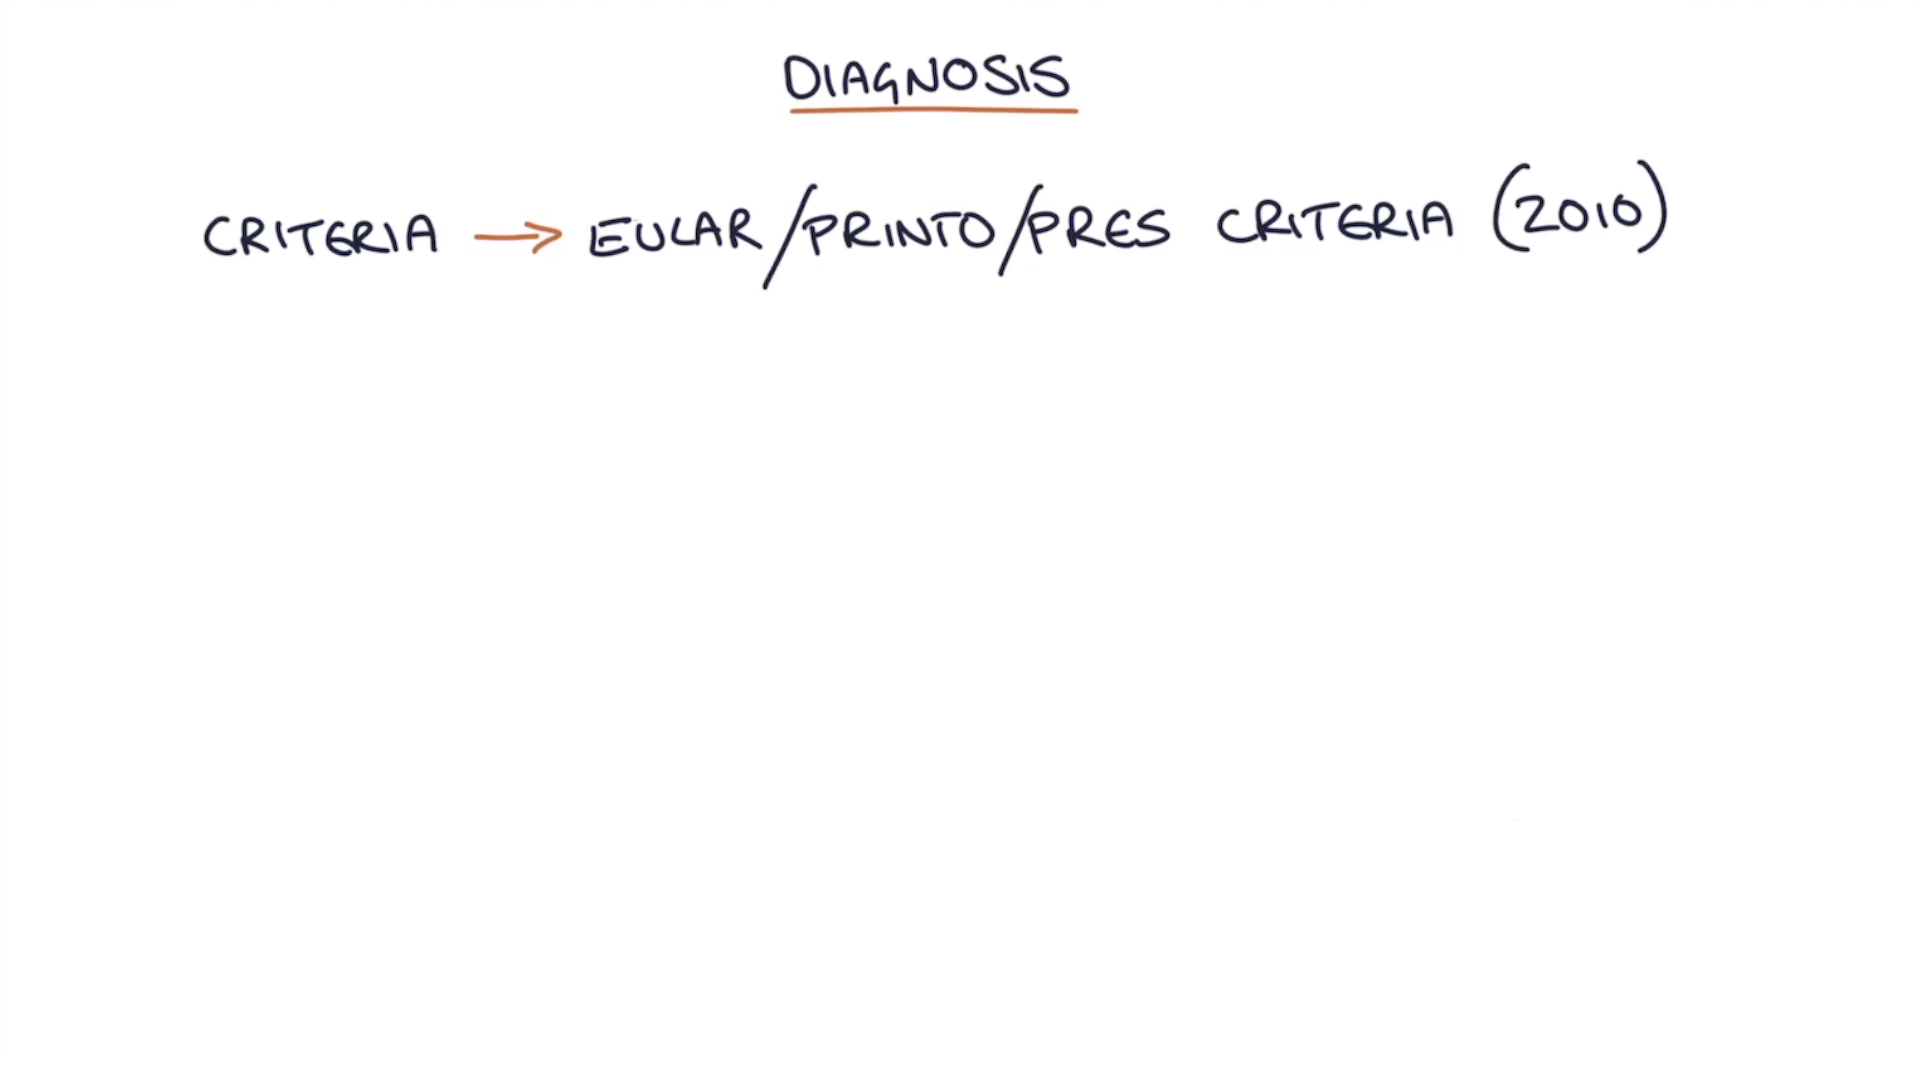 DIAGNOSIS
CRITERIA → EULAR/PRINTO/PRES CRITERIA (2010)